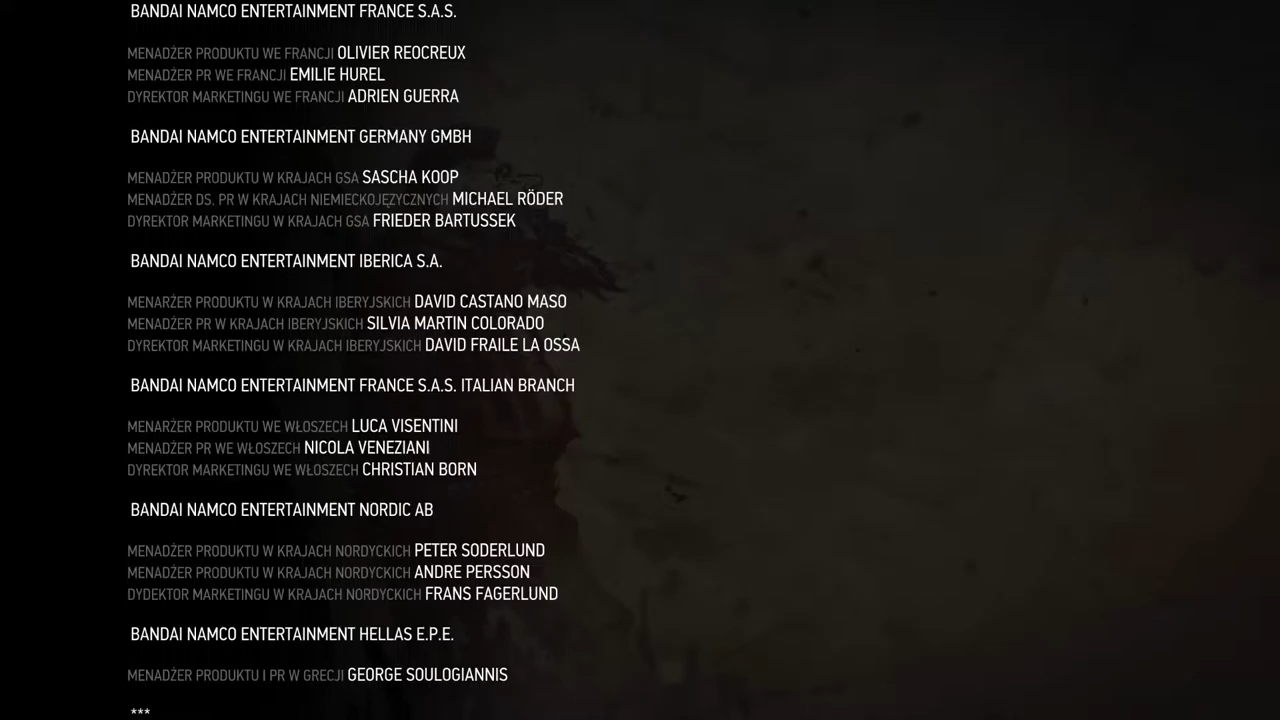 BANDAI NAMCO ENTERTAINMENT FRANCE S.A.S.
MENADŻER PRODUKTU WE FRANCJI OLIVIER REOCREUX
MENADŻER PR WE FRANCJI EMILIE HUREL
DYREKTOR MARKETINGU WE FRANCJI ADRIEN GUERRA
BANDAI NAMCO ENTERTAINMENT GERMANY GMBH
MENADŻER PRODUKTU W KRAJACH GSA SASCHA KOOP
MENADŻER DS. PR W KRAJACH NIEMIECKOJĘZYCZNYCH MICHAEL RÖDER
DYREKTOR MARKETINGU W KRAJACH GSA FRIEDER BARTUSSEK
BANDAI NAMCO ENTERTAINMENT IBERICA S.A.
MENARŻER PRODUKTU W KRAJACH IBERYJSKICH DAVID CASTANO MASO
MENADŻER PR W KRAJACH IBERYJSKICH SILVIA MARTIN COLORADO
DYREKTOR MARKETINGU W KRAJACH IBERYJSKICH DAVID FRAILE LA OSSA
BANDAI NAMCO ENTERTAINMENT FRANCE S.A.S. ITALIAN BRANCH
MENARŻER PRODUKTU WE WŁOSZECH LUCA VISENTINI
MENADŻER PR WE WŁOSZECH NICOLA VENEZIANI
DYREKTOR MARKETINGU WE WŁOSZECH CHRISTIAN BORN
BANDAI NAMCO ENTERTAINMENT NORDIC AB
MENADŻER PRODUKTU W KRAJACH NORDYCKICH PETER SODERLUND
MENADŻER PRODUKTU W KRAJACH NORDYCKICH ANDRE PERSSON
DYDEKTOR MARKETINGU W KRAJACH NORDYCKICH FRANS FAGERLUND
BANDAI NAMCO ENTERTAINMENT HELLAS E.P.E.
MENADŻER PRODUKTU I PR W GRECJI GEORGE SOULOGIANNIS
***